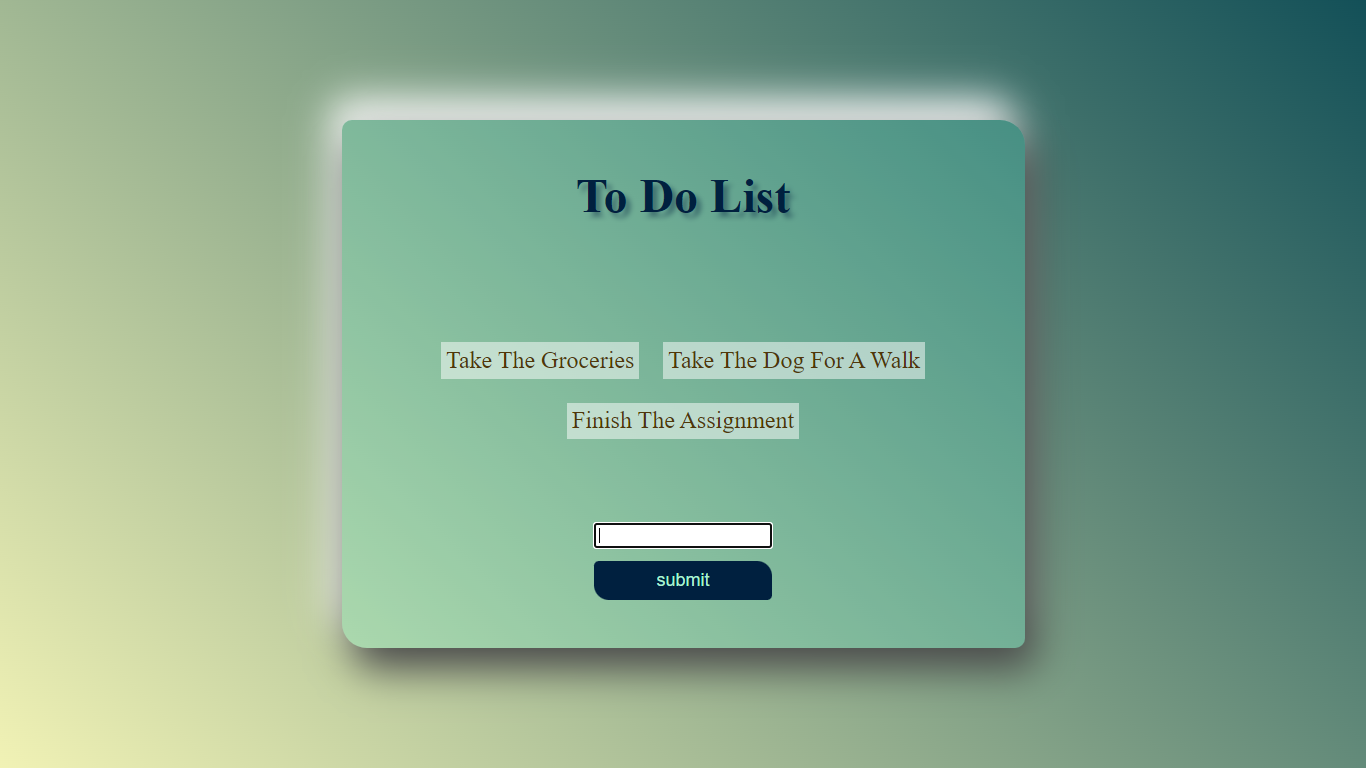 To Do List
Take The Groceries Take The Dog For A Walk
Finish The Assignment
submit